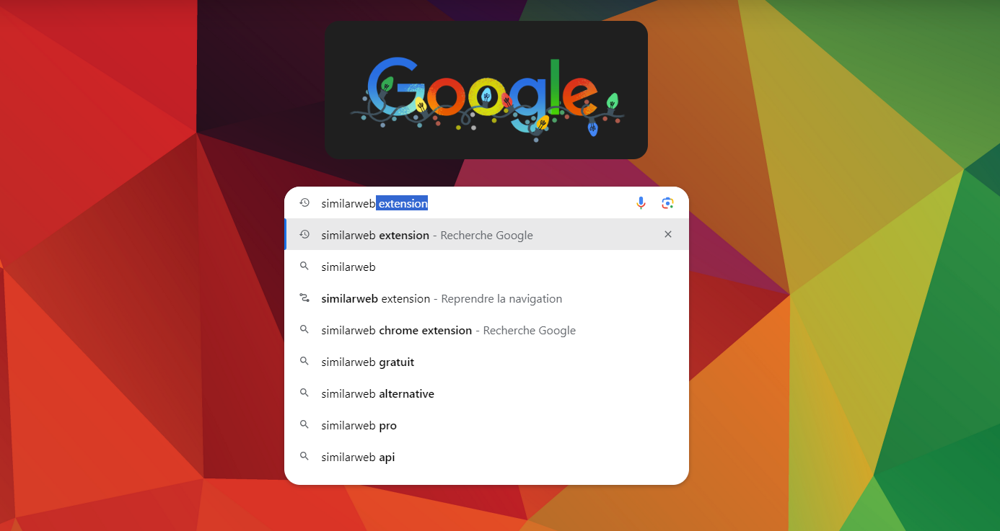 Google
similarweb extension
similarweb extension - Recherche Google
similarweb
similarweb extension - Reprendre la navigation
similarweb chrome extension - Recherche Google
similarweb gratuit
similarweb alternative
similarweb pro
similarweb api